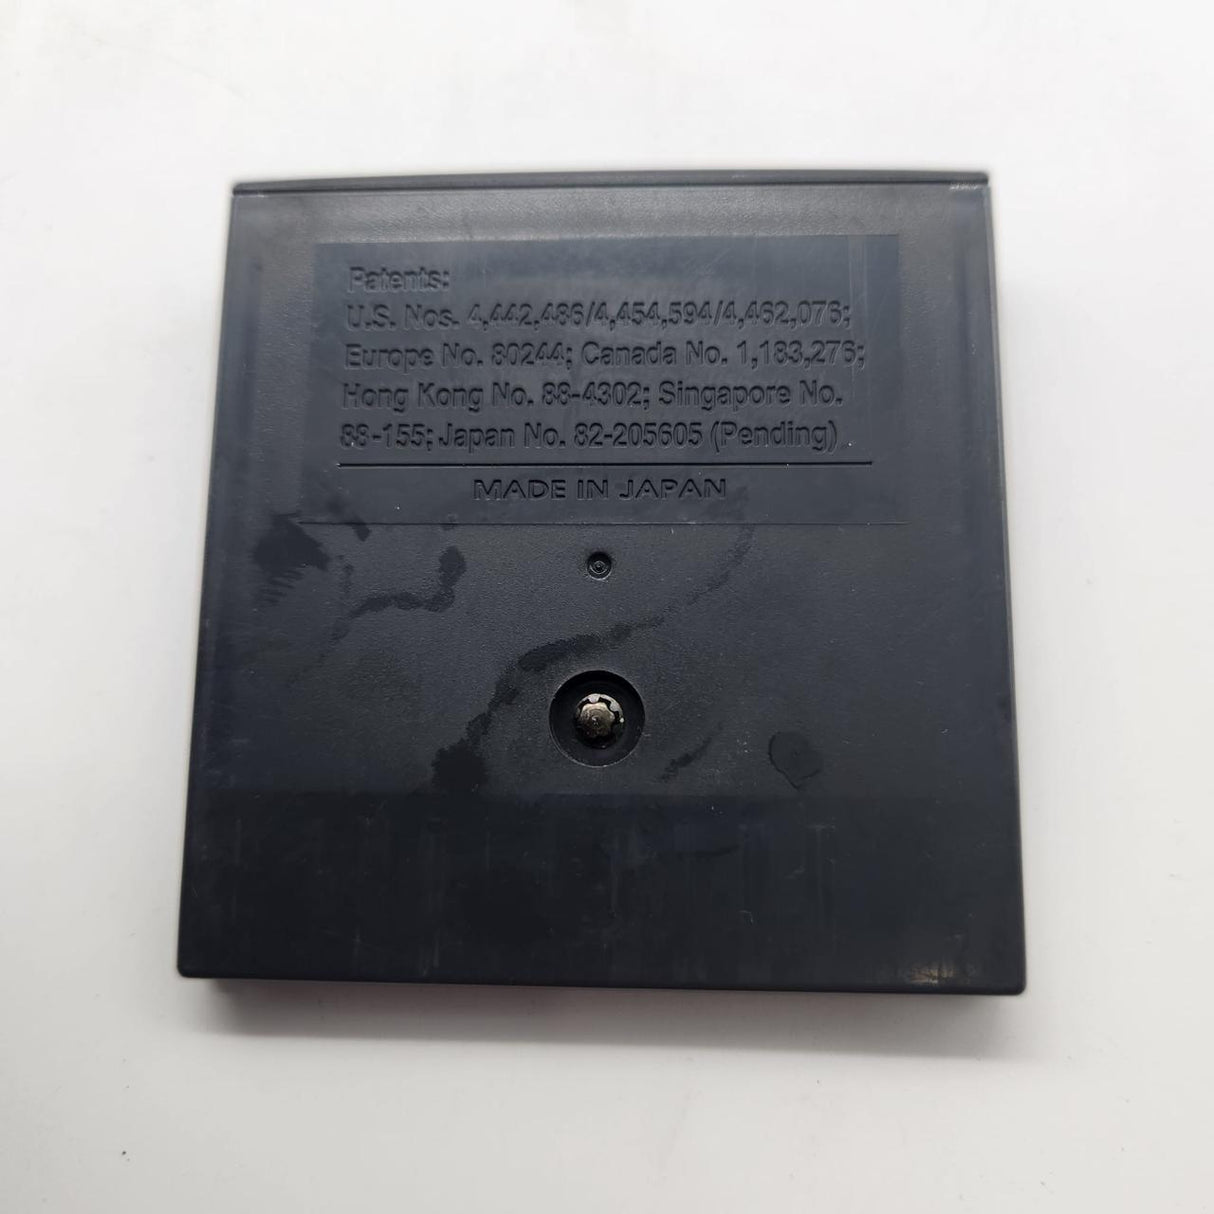 Patents:
U.S. Nos. 4,442,486/4,454,594/4,462,076;
Europe No. 80244; Canada No. 1,183,276;
Hong Kong No. 88-4302; Singapore No.
88-155; Japan No. 82-205605 (Pending)
MADE IN JAPAN